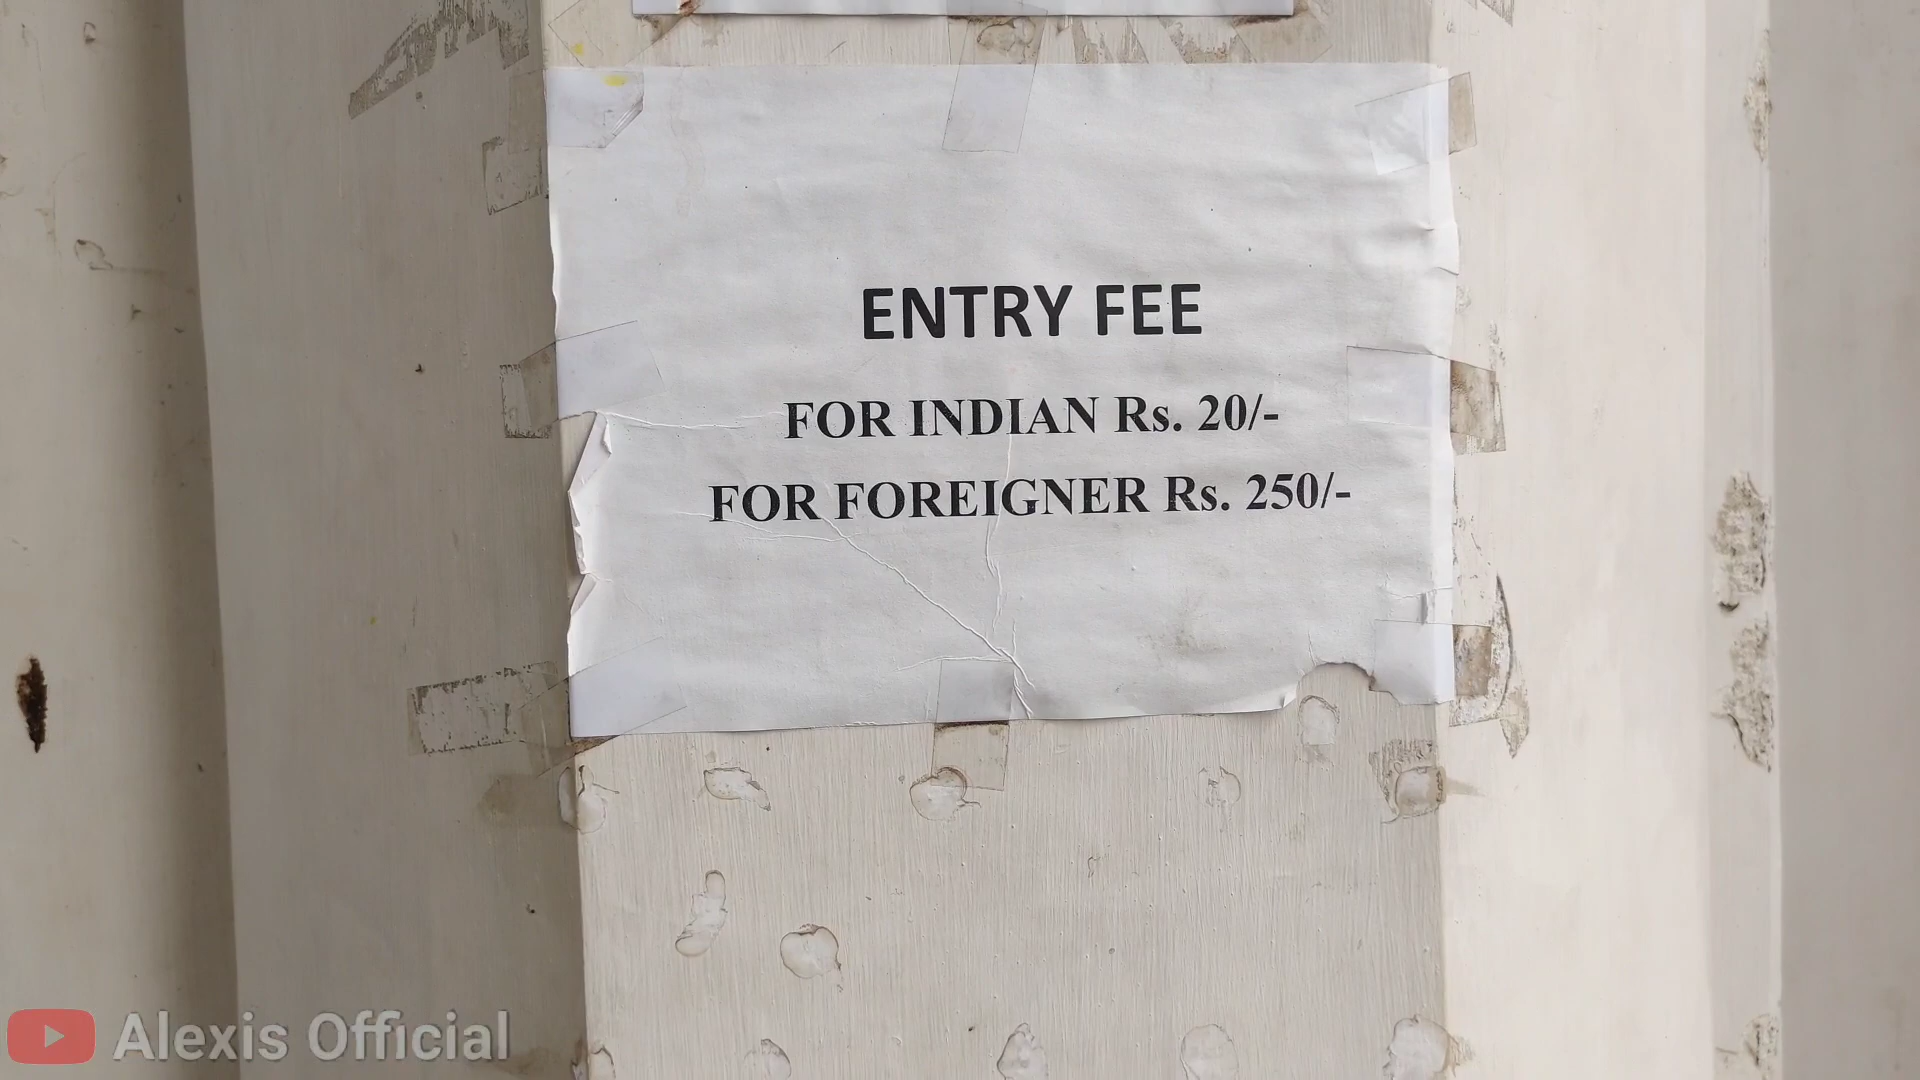 ENTRY FEE
FOR INDIAN Rs. 20/-
FOR FOREIGNER Rs. 250/-
Alexis Official